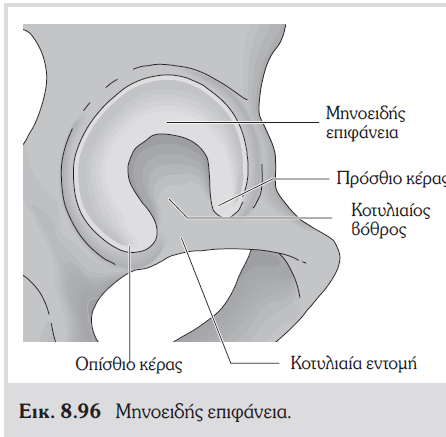 Μηνοειδής
επιφάνεια
Πρόσθιο κέρας
Κοτυλιαίος
βόθρος
Οπίσθιο κέρας
Κοτυλιαία εντομή
Εικ. 8.96 Μηνοειδής επιφάνεια.